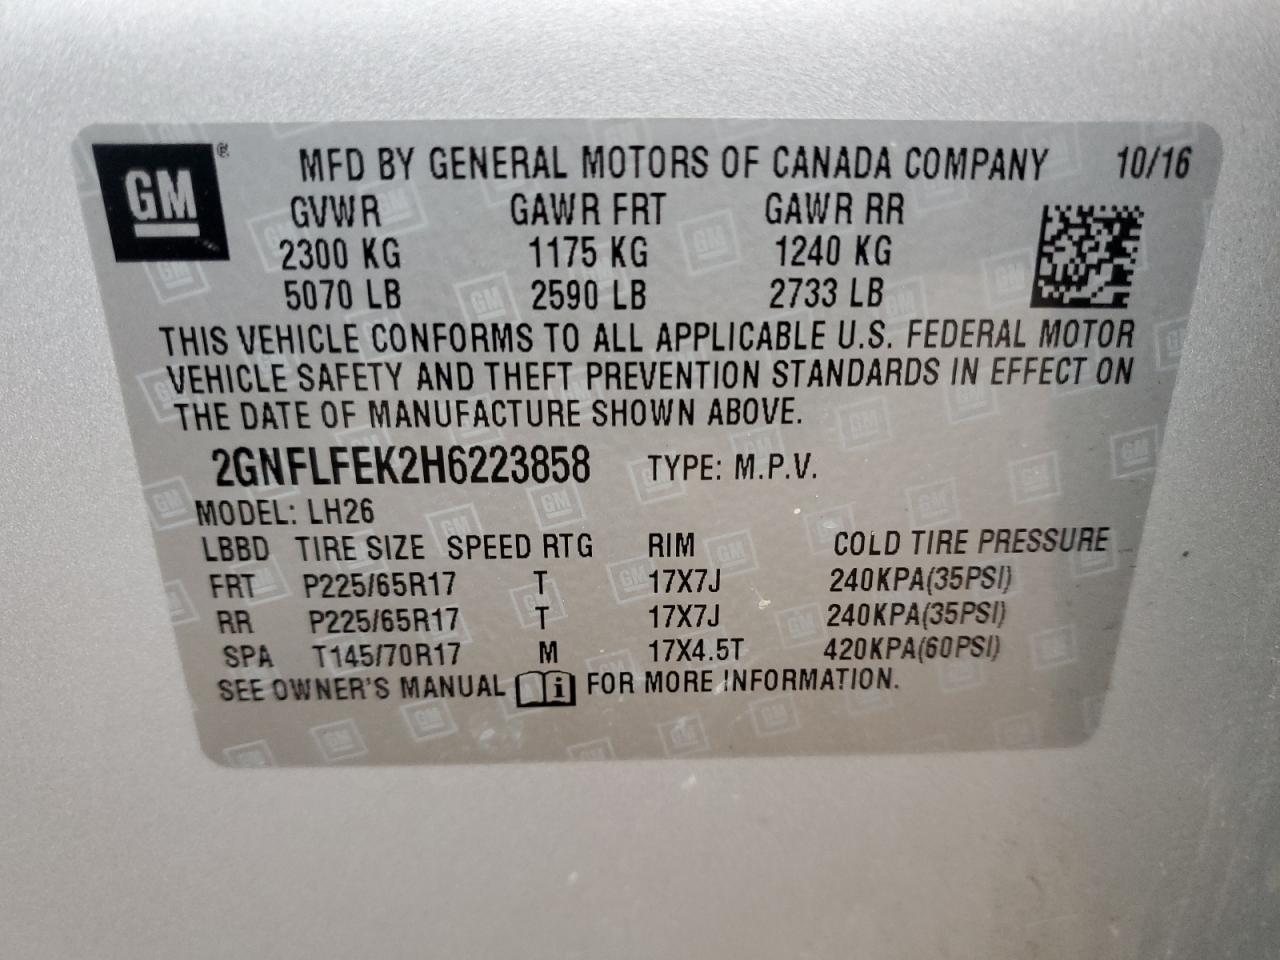 GM® MFD BY GENERAL MOTORS OF CANADA COMPANY 10/16
GVWR GAWR FRT GAWR RR
2300 KG 1175 KG 1240 KG
5070 LB 2590 LB 2733 LB
THIS VEHICLE CONFORMS TO ALL APPLICABLE U.S. FEDERAL MOTOR
VEHICLE SAFETY AND THEFT PREVENTION STANDARDS IN EFFECT ON
THE DATE OF MANUFACTURE SHOWN ABOVE.
2GNFLFEK2H6223858 TYPE: M.P.V.
MODEL: LH26
LBBD TIRE SIZE SPEED RTG RIM COLD TIRE PRESSURE
FRT P225/65R17 T 17X7J 240KPA(35PSI)
RR P225/65R17 T 17X7J 240KPA(35PSI)
SPA T145/70R17 M 17X4.5T 420KPA(60PSI)
SEE OWNER'S MANUAL i FOR MORE INFORMATION.